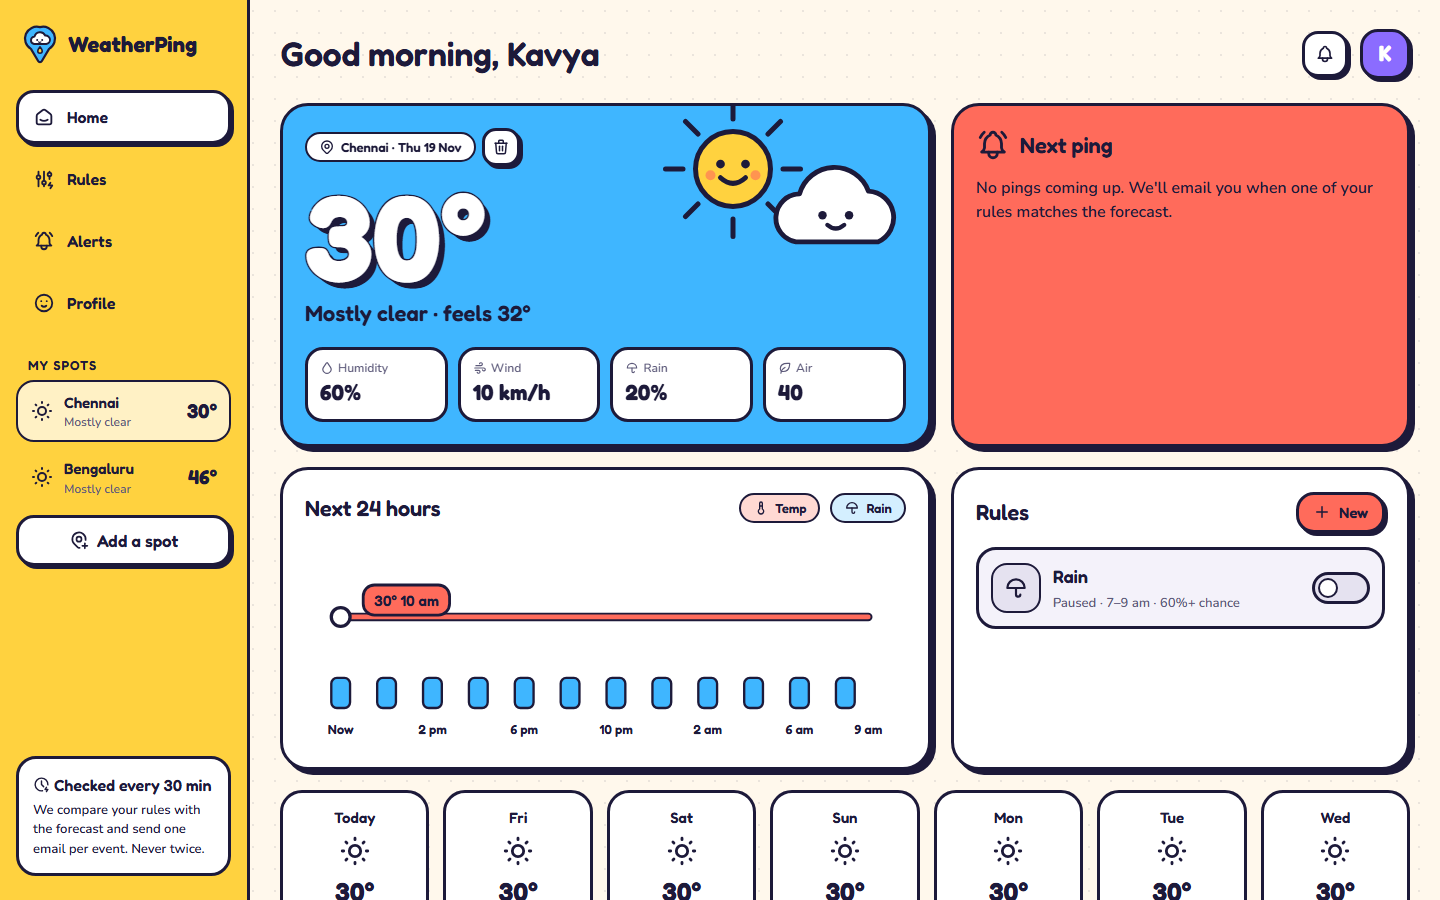 WeatherPing
Home
Rules
Alerts
Profile
MY SPOTS
Chennai
Mostly clear
30°
Bengaluru
Mostly clear
46°
Add a spot
Checked every 30 min
We compare your rules with
the forecast and send one
email per event. Never twice.
Good morning, Kavya
K
Chennai · Thu 19 Nov
30°
Mostly clear · feels 32°
Humidity
60%
Wind
10 km/h
Rain
20%
Air
40
Next ping
No pings coming up. We'll email you when one of your
rules matches the forecast.
Next 24 hours
Temp
Rain
30° 10 am
Now 2 pm 6 pm 10 pm 2 am 6 am 9 am
Rules
New
Rain
Paused · 7–9 am · 60%+ chance
Today Fri Sat Sun Mon Tue Wed
30° 30° 30° 30° 30° 30° 30°